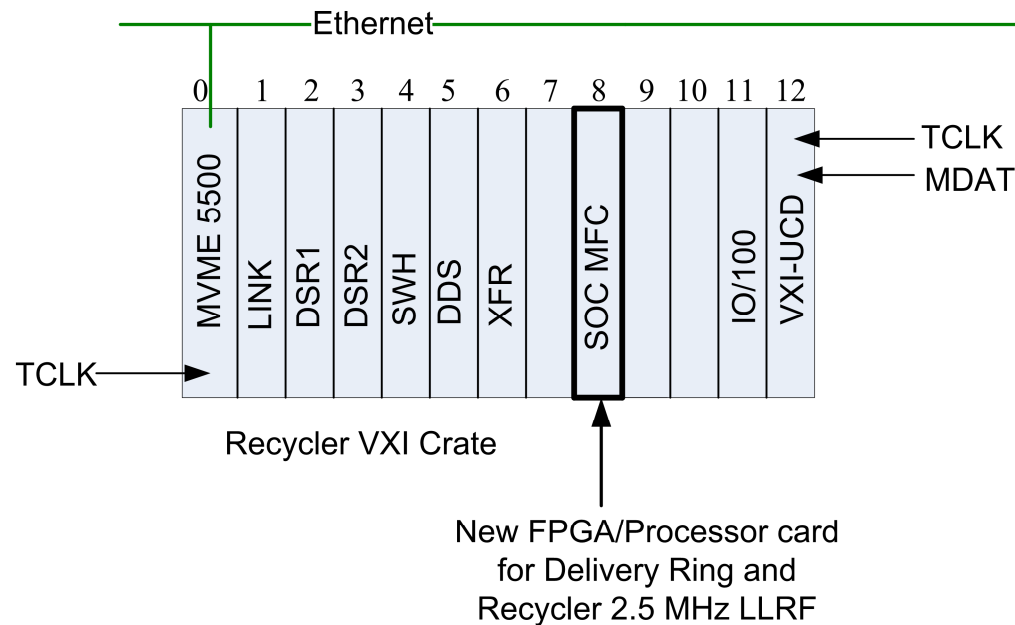 Ethernet
0 1 2 3 4 5 6 7 8 9 10 11 12
TCLK
MDAT
MVME 5500
LINK
DSR1
DSR2
SWH
DDS
XFR
SOC MFC
IO/100
VXI-UCD
TCLK
Recycler VXI Crate
New FPGA/Processor card
for Delivery Ring and
Recycler 2.5 MHz LLRF